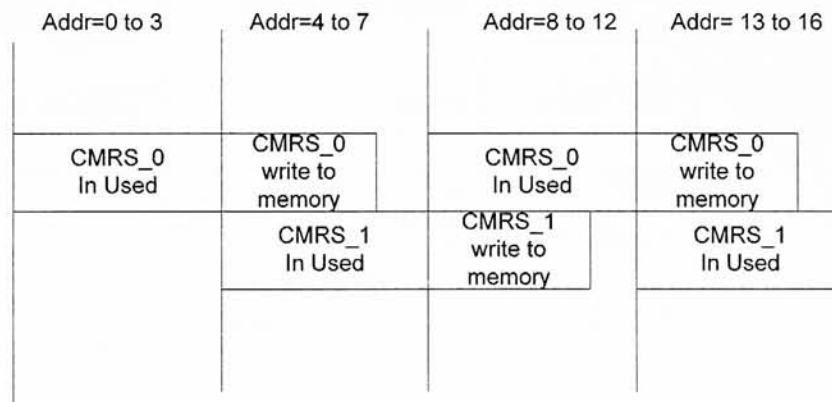 Addr=0 to 3
Addr=4 to 7
Addr=8 to 12
Addr= 13 to 16
CMRS_0
In Used
CMRS_0
write to
memory
CMRS_0
In Used
CMRS_0
write to
memory
CMRS_1
In Used
CMRS_1
write to
memory
CMRS_1
In Used